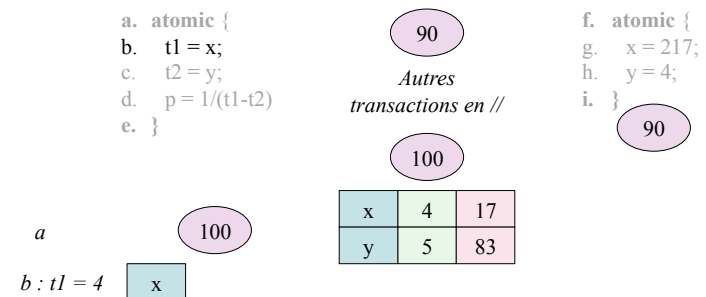 a. atomic {
b. t1 = x;
c. t2 = y;
d. p = 1/(t1-t2)
e. }
90
Autres
transactions en //
100
x 4 17
y 5 83
f. atomic {
g. x = 217;
h. y = 4;
i. }
90
a 100
b : t1 = 4 x